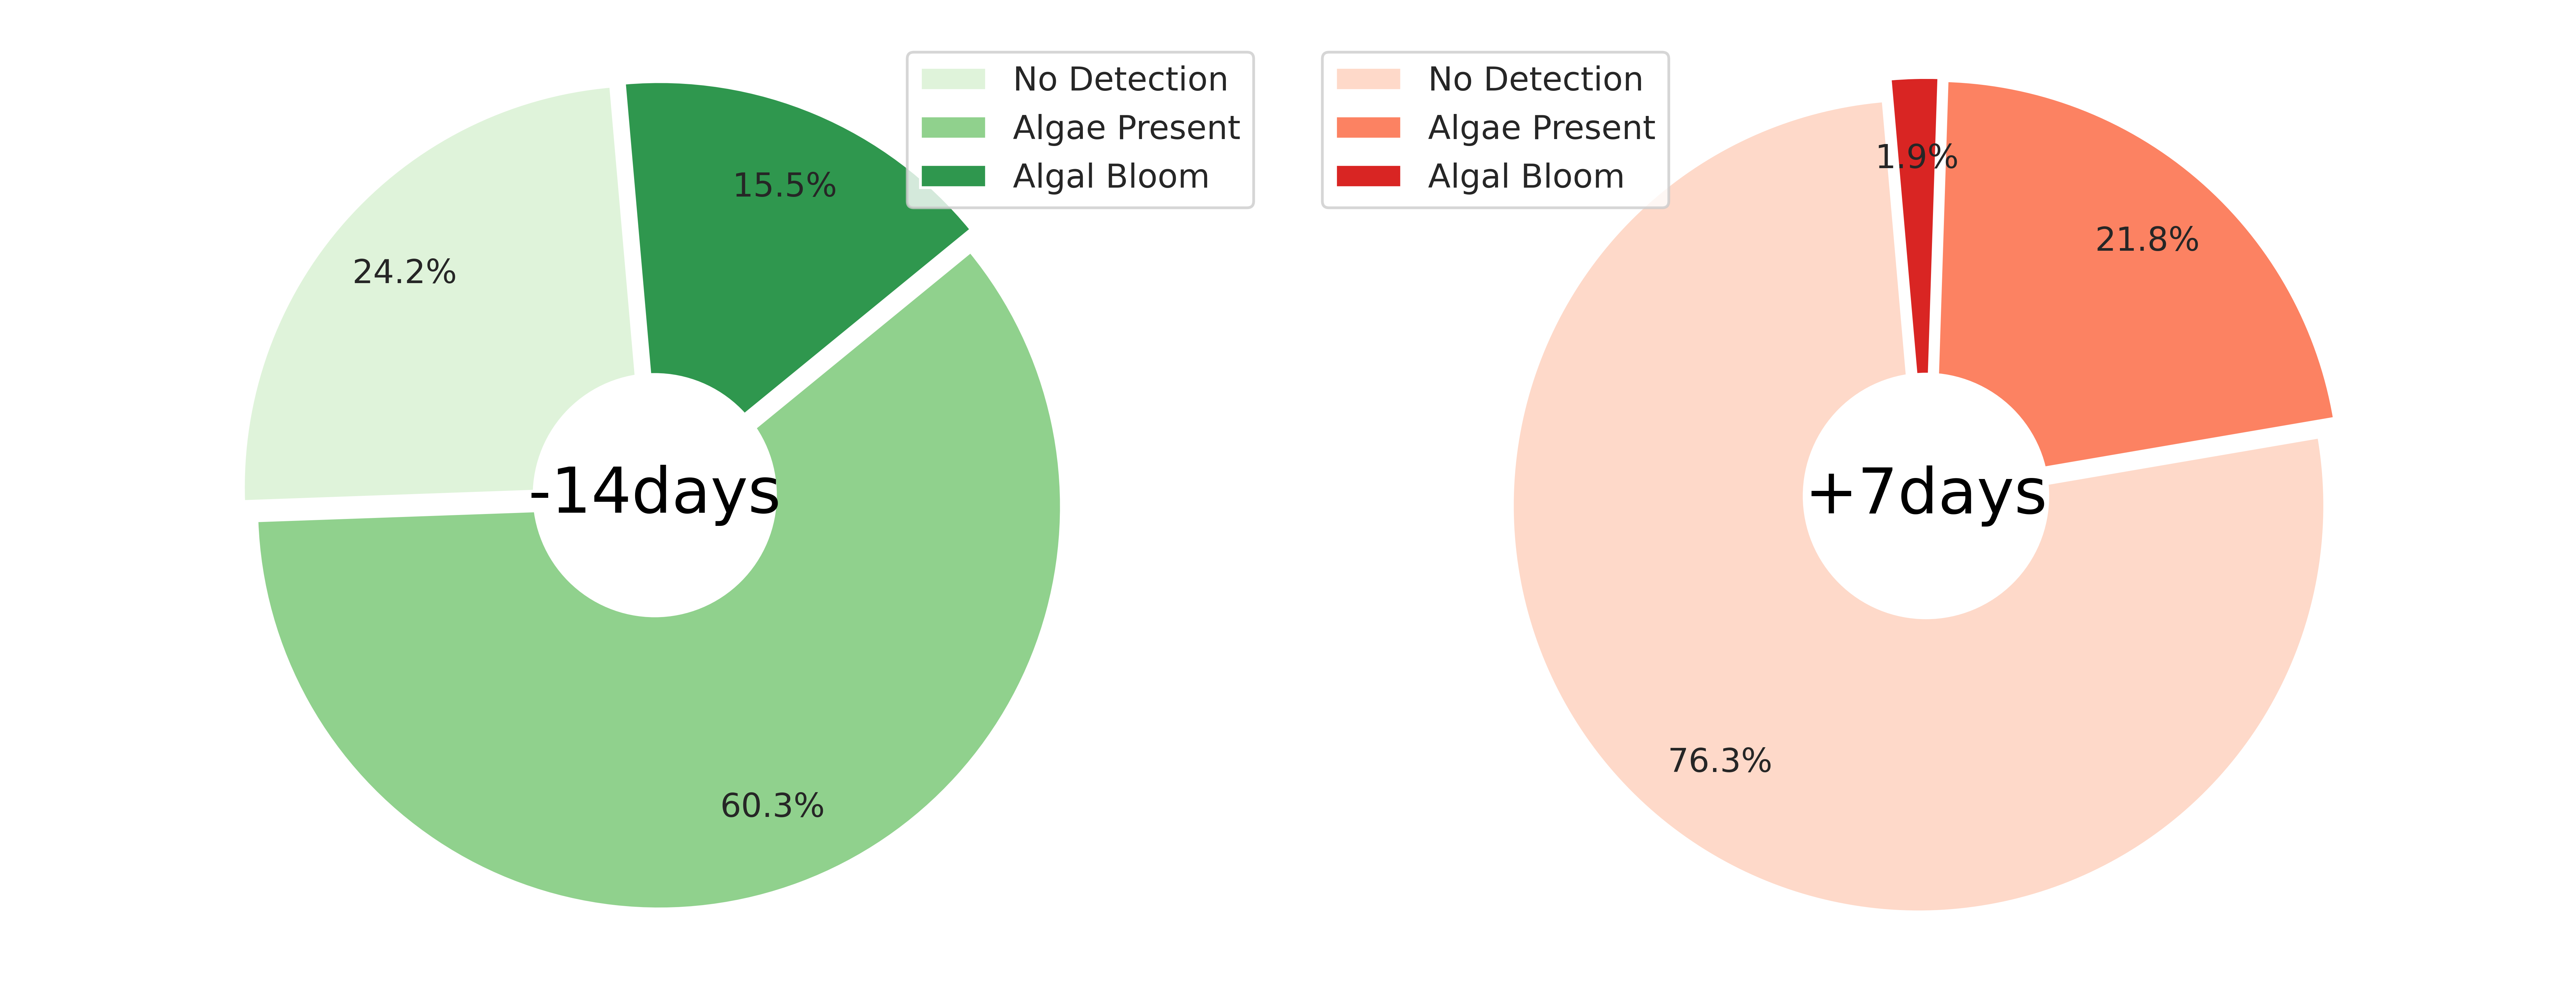 No Detection
Algae Present
Algal Bloom
15.5%
24.2%
-14days
60.3%
No Detection
Algae Present
Algal Bloom
1.9%
21.8%
+7days
76.3%